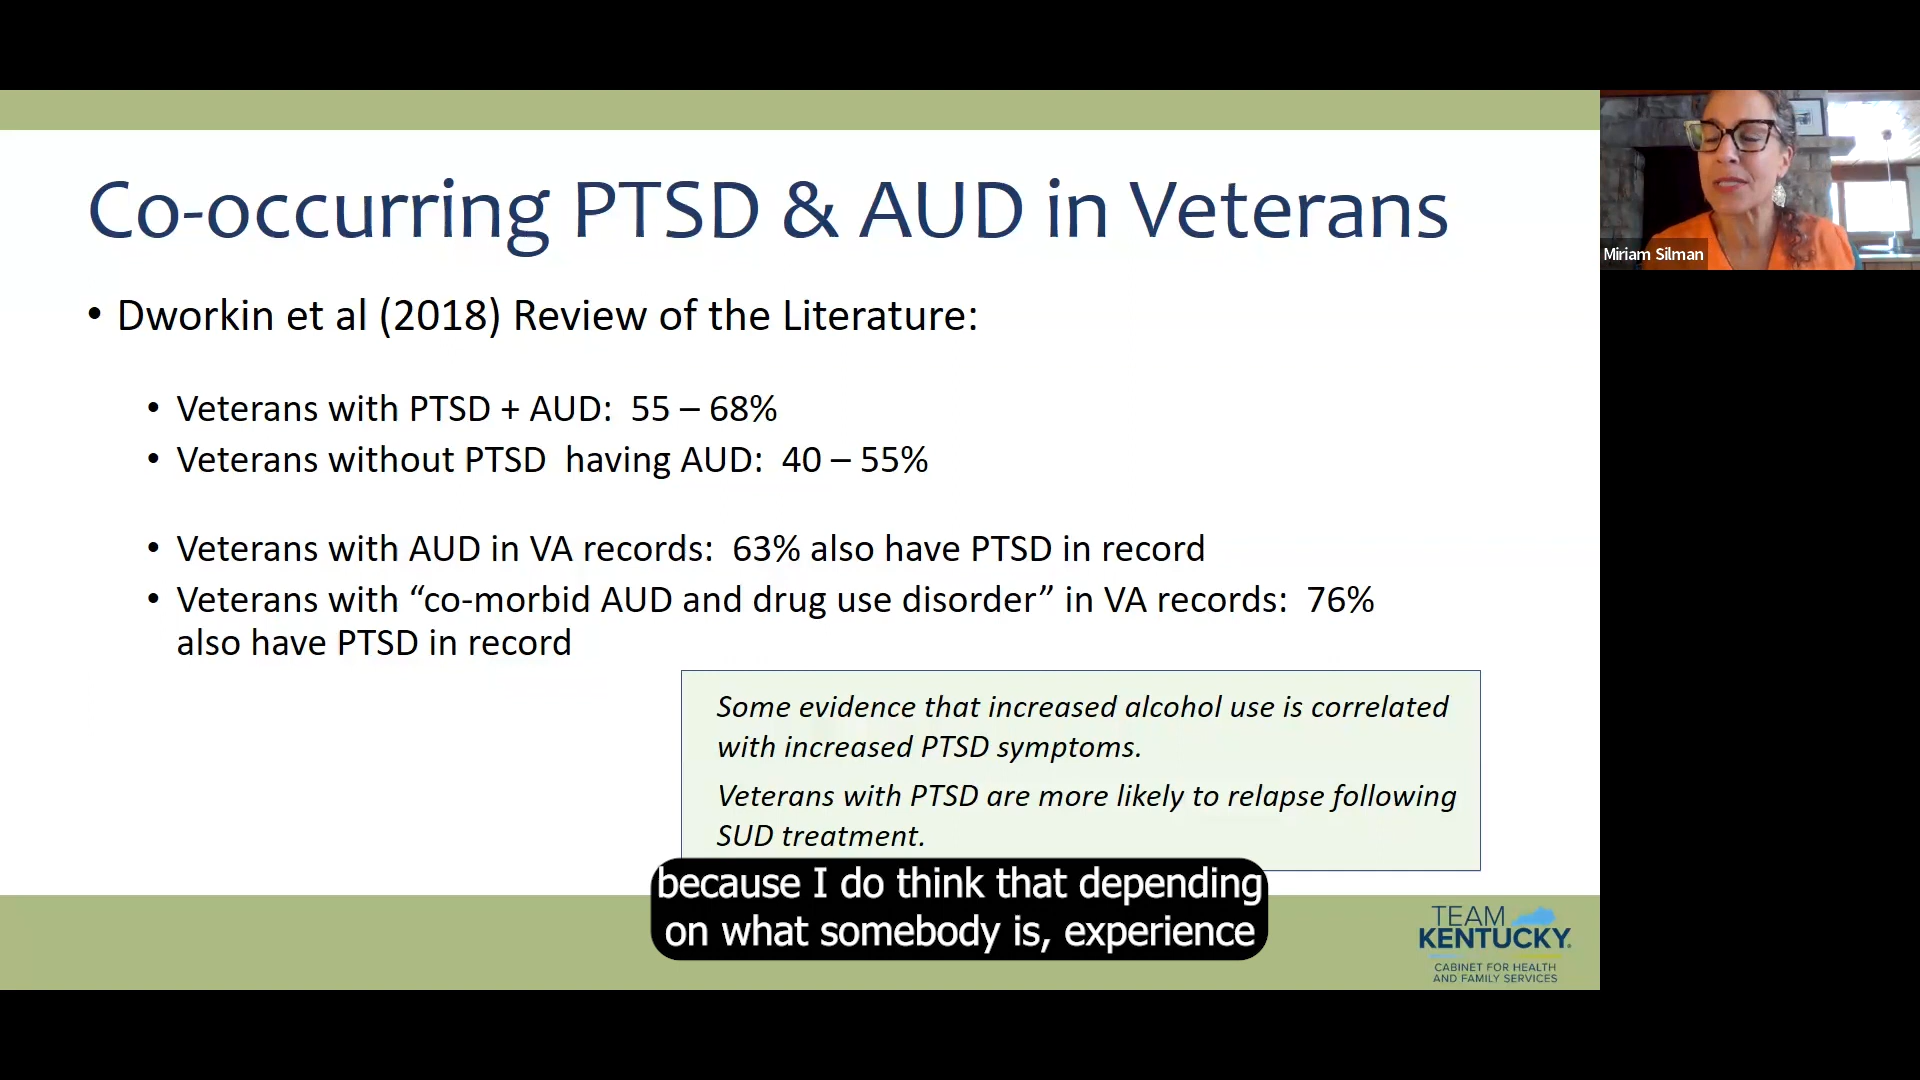 Co-occurring PTSD & AUD in Veterans
• Dworkin et al (2018) Review of the Literature:
• Veterans with PTSD + AUD:  55 – 68%
• Veterans without PTSD  having AUD:  40 – 55%
• Veterans with AUD in VA records:  63% also have PTSD in record
• Veterans with “co-morbid AUD and drug use disorder” in VA records:  76%
also have PTSD in record
Some evidence that increased alcohol use is correlated
with increased PTSD symptoms.
Veterans with PTSD are more likely to relapse following
SUD treatment.
because I do think that depending
on what somebody is, experience
TEAM
KENTUCKY®
CABINET FOR HEALTH
AND FAMILY SERVICES
Miriam Silman